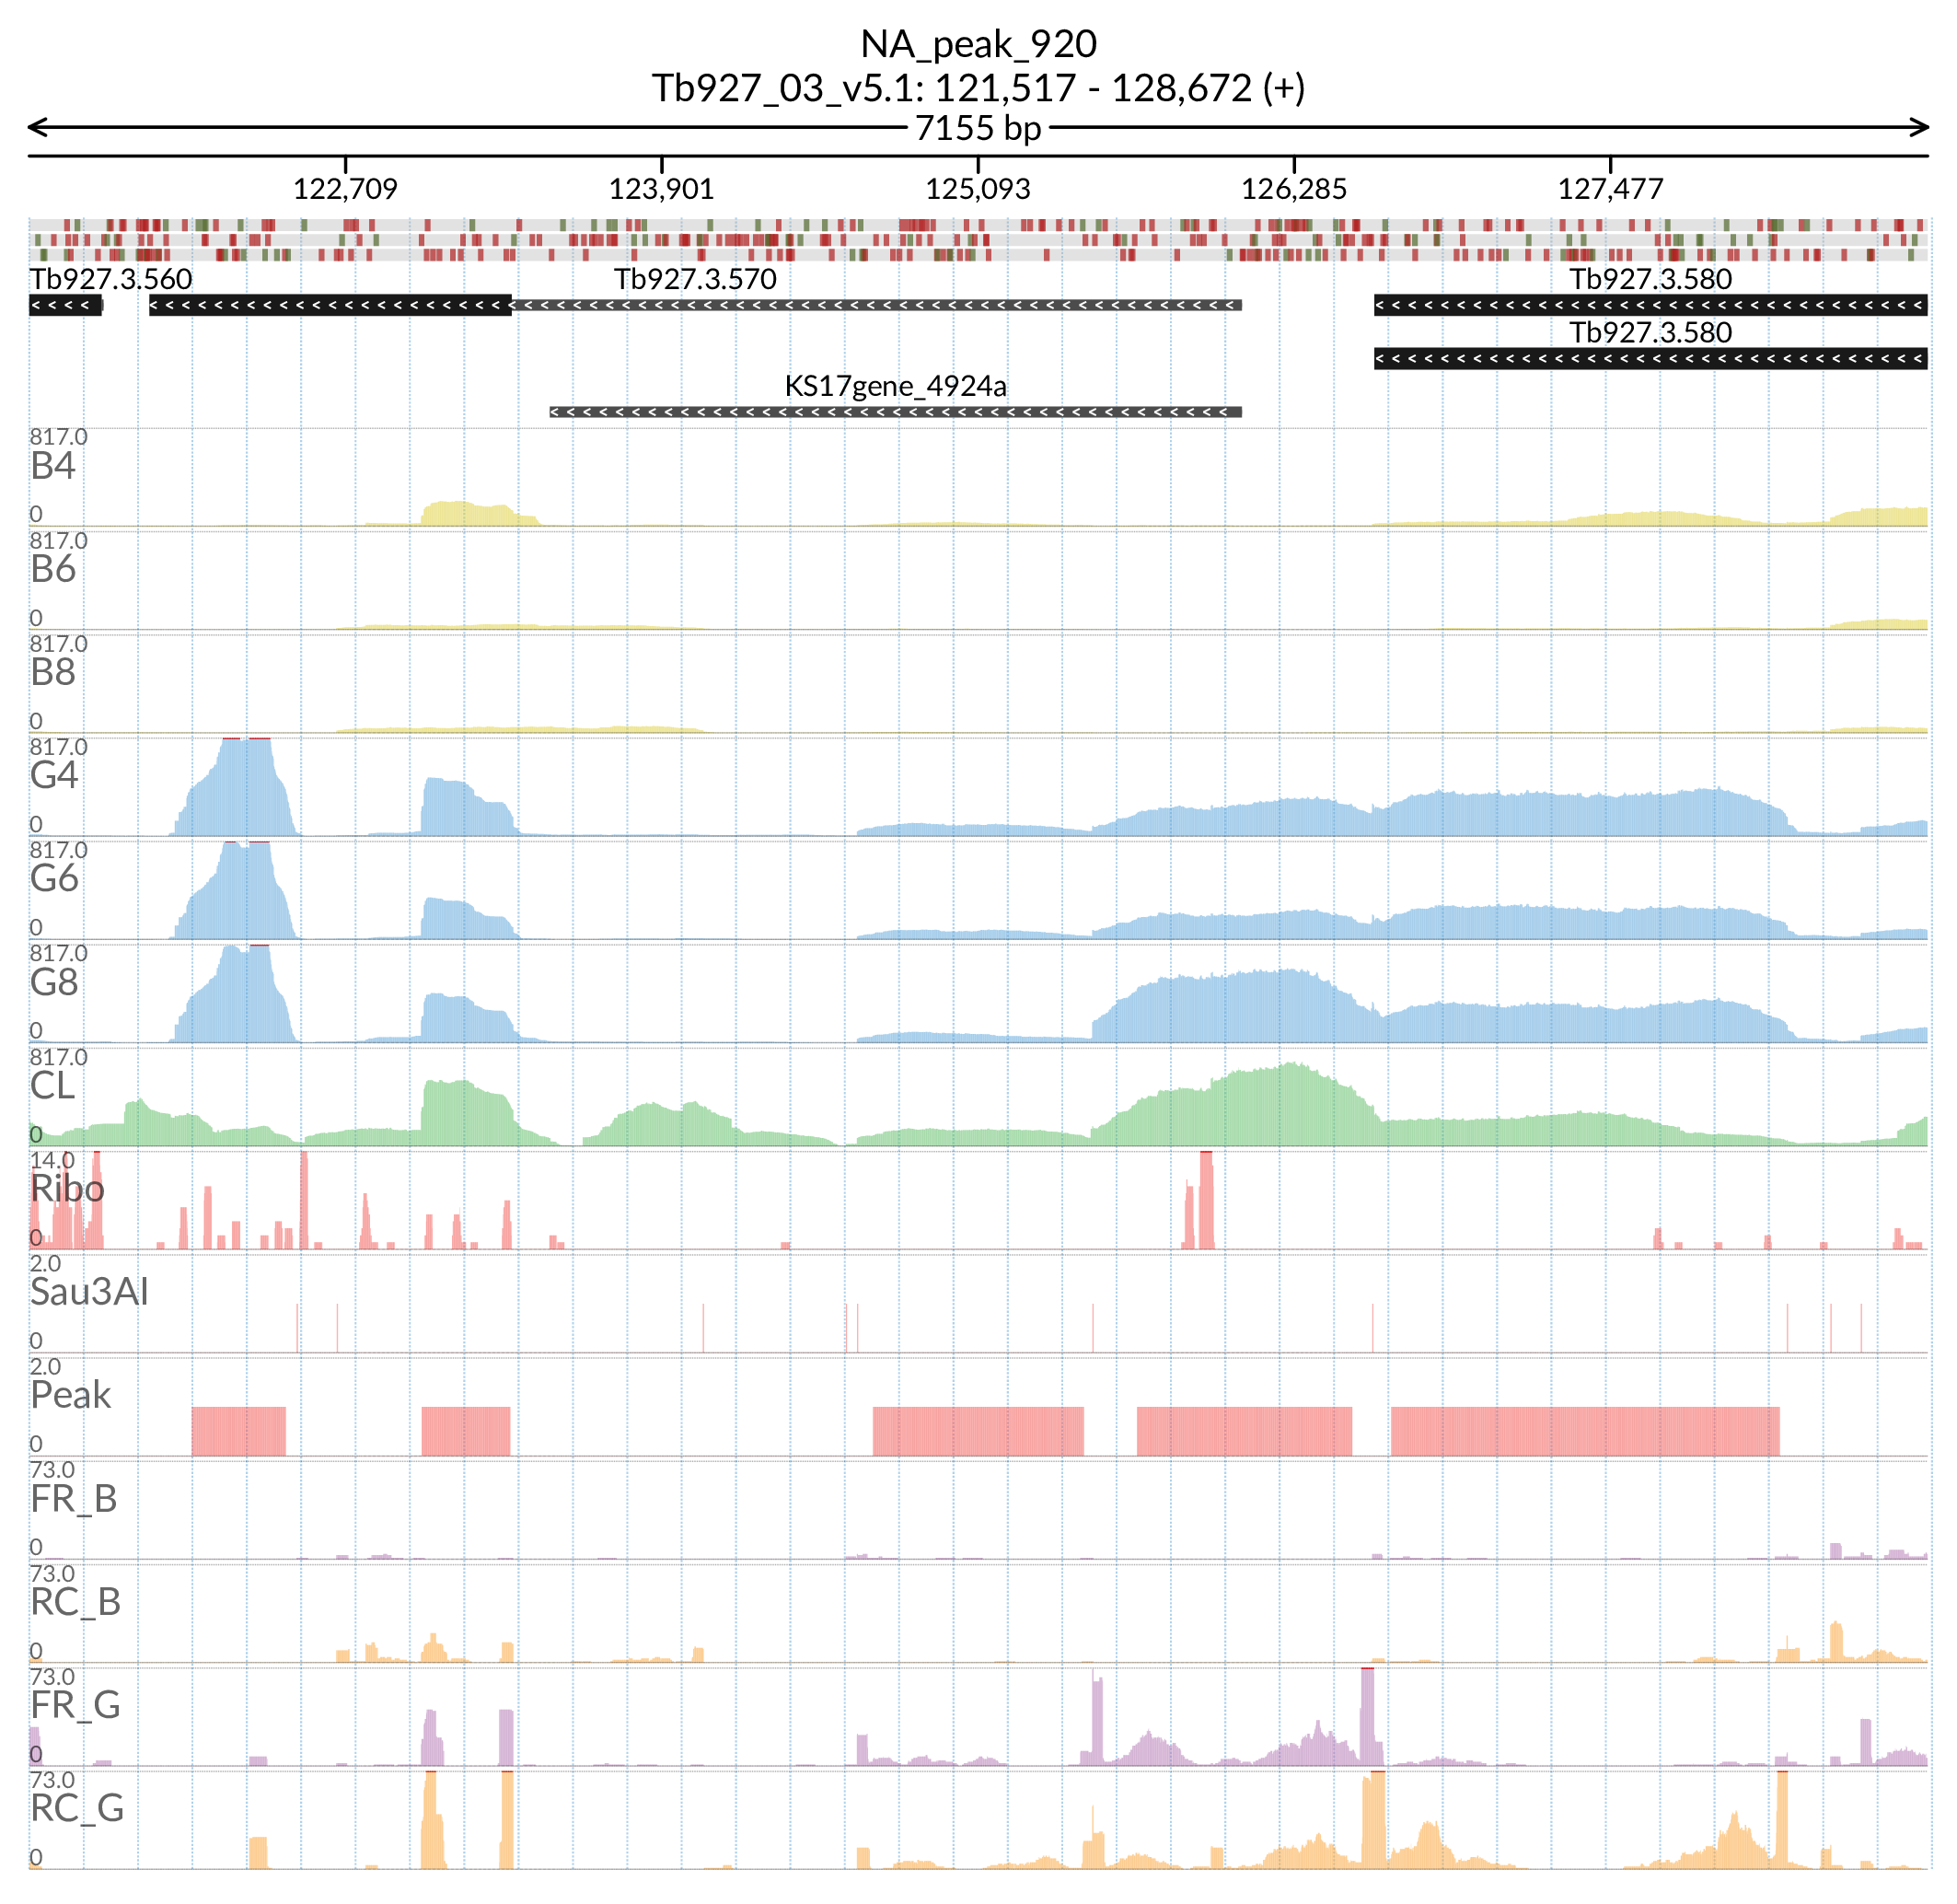 NA_peak_920
Tb927_03_v5.1: 121,517 - 128,672 (+)
7155 bp
122,709 123,901 125,093 126,285 127,477
Tb927.3.560 Tb927.3.570 Tb927.3.580
Tb927.3.580
KS17gene_4924a
817.0
B4
0
817.0
B6
0
817.0
B8
0
817.0
G4
0
817.0
G6
0
817.0
G8
0
817.0
CL
0
14.0
Ribo
0
2.0
Sau3AI
0
2.0
Peak
0
73.0
FR_B
0
73.0
RC_B
0
73.0
FR_G
0
73.0
RC_G
0